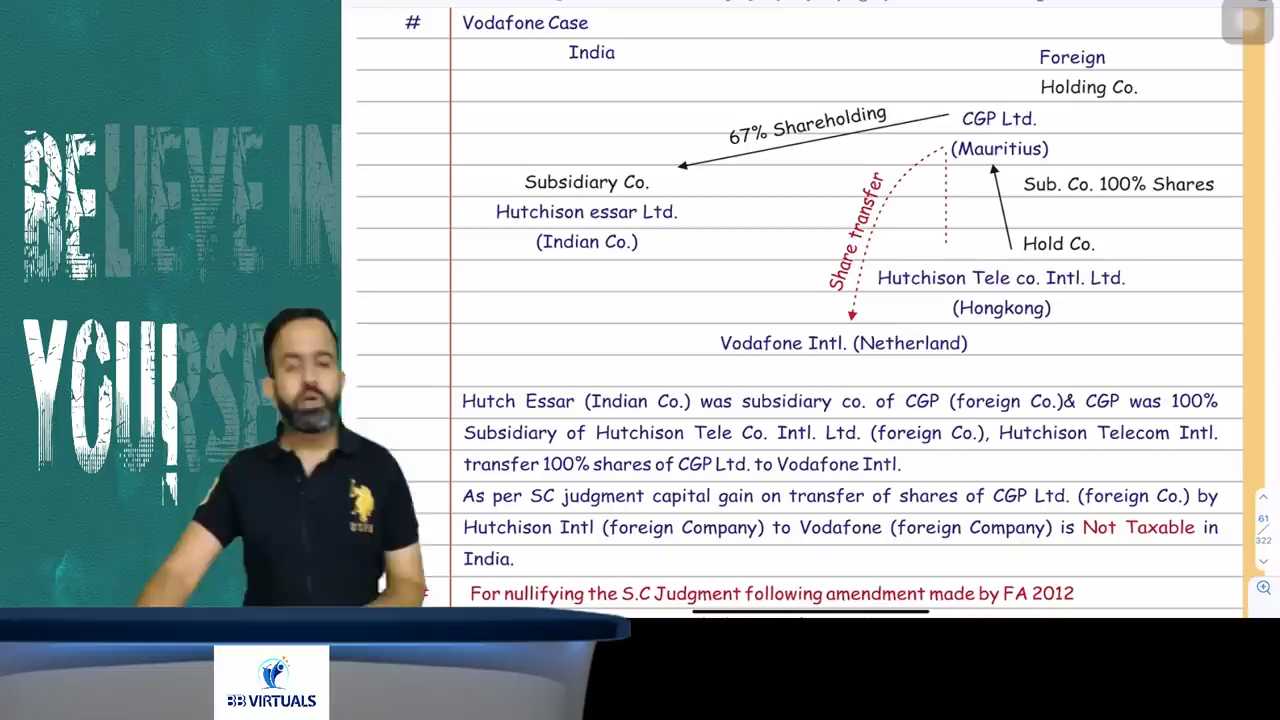 BELIEVE IN
YOURSELF
# Vodafone Case
India
Foreign
Holding Co.
67% Shareholding
CGP Ltd.
(Mauritius)
Subsidiary Co.
Hutchison essar Ltd.
(Indian Co.)
Share transfer
Sub. Co. 100% Shares
Hold Co.
Hutchison Tele co. Intl. Ltd.
(Hongkong)
Vodafone Intl. (Netherland)
Hutch Essar (Indian Co.) was subsidiary co. of CGP (foreign Co.)& CGP was 100%
Subsidiary of Hutchison Tele Co. Intl. Ltd. (foreign Co.), Hutchison Telecom Intl.
transfer 100% shares of CGP Ltd. to Vodafone Intl.
As per SC judgment capital gain on transfer of shares of CGP Ltd. (foreign Co.) by
Hutchison Intl (foreign Company) to Vodafone (foreign Company) is Not Taxable in
India.
For nullifying the S.C Judgment following amendment made by FA 2012
61
322
BB VIRTUALS